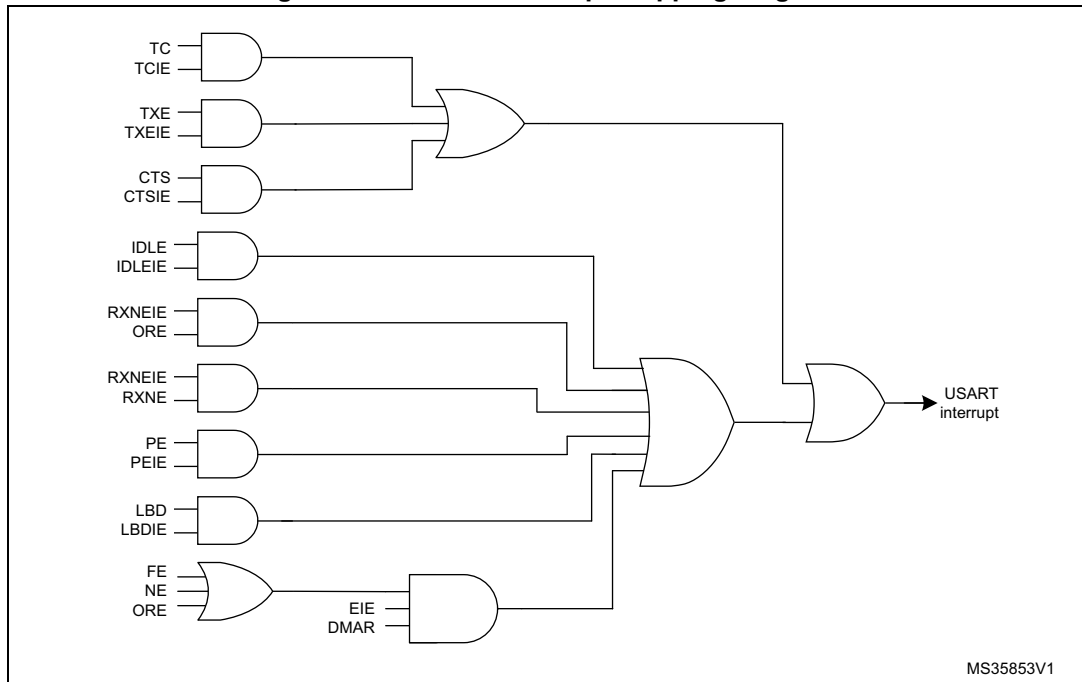 TC
TCIE
TXE
TXEIE
CTS
CTSIE
IDLE
IDLEIE
RXNEIE
ORE
RXNEIE
RXNE
PE
PEIE
LBD
LBDIE
FE
NE
ORE
EIE
DMAR
USART
interrupt
MS35853V1